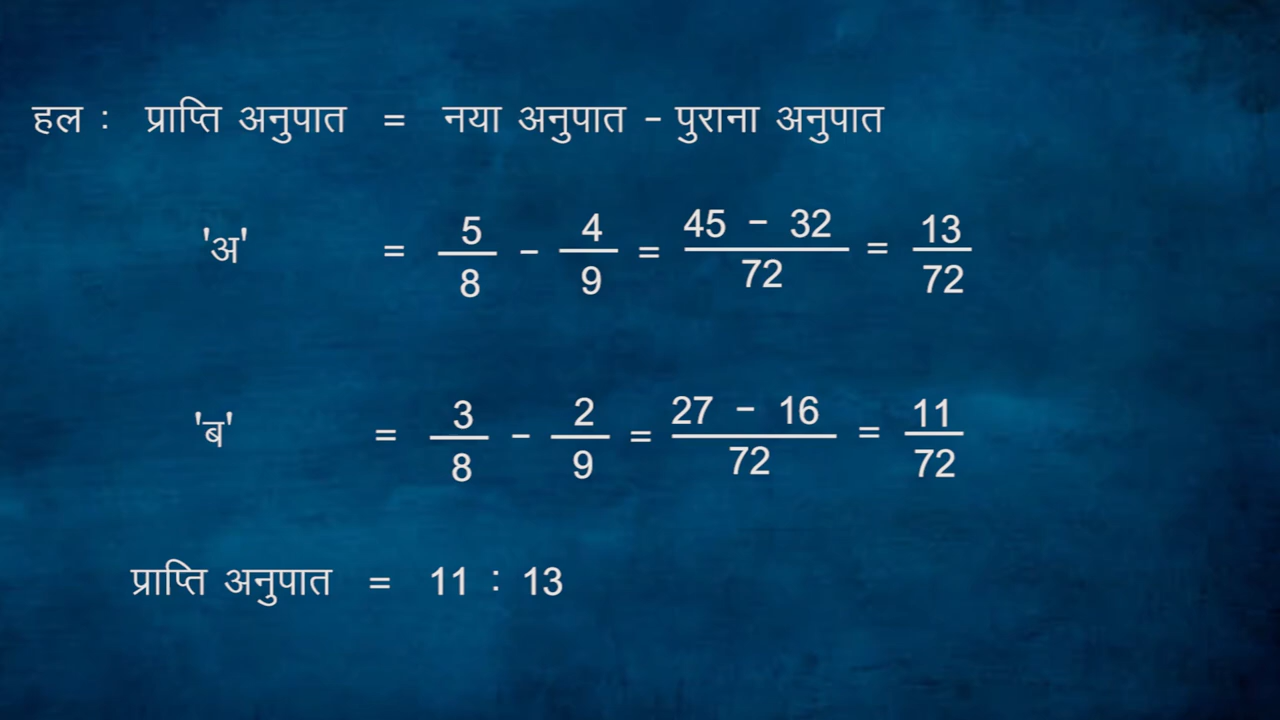 हल : प्राप्ति अनुपात = नया अनुपात - पुराना अनुपात
'अ' = 5/8 - 4/9 = 45 - 32/72 = 13/72
'ब' = 3/8 - 2/9 = 27 - 16/72 = 11/72
प्राप्ति अनुपात = 11 : 13